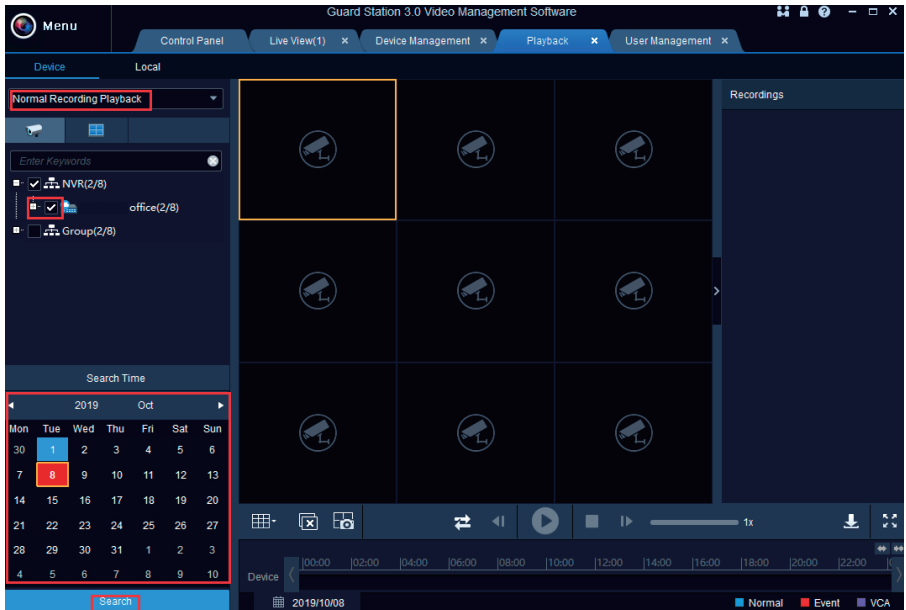 Guard Station 3.0 Video Management Software
Menu
Control Panel Live View(1) × Device Management × Playback × User Management ×
Device Local
Normal Recording Playback
Recordings
Enter Keywords
NVR(2/8)
office(2/8)
Group(2/8)
Search Time
2019 Oct
Mon Tue Wed Thu Fri Sat Sun
30 1 2 3 4 5 6
7 8 9 10 11 12 13
14 15 16 17 18 19 20
21 22 23 24 25 26 27
28 29 30 31 1 2 3
4 5 6 7 8 9 10
Search
1x
00:00 02:00 04:00 06:00 08:00 10:00 12:00 14:00 16:00 18:00 20:00 22:00
Device
2019/10/08
Normal Event VCA